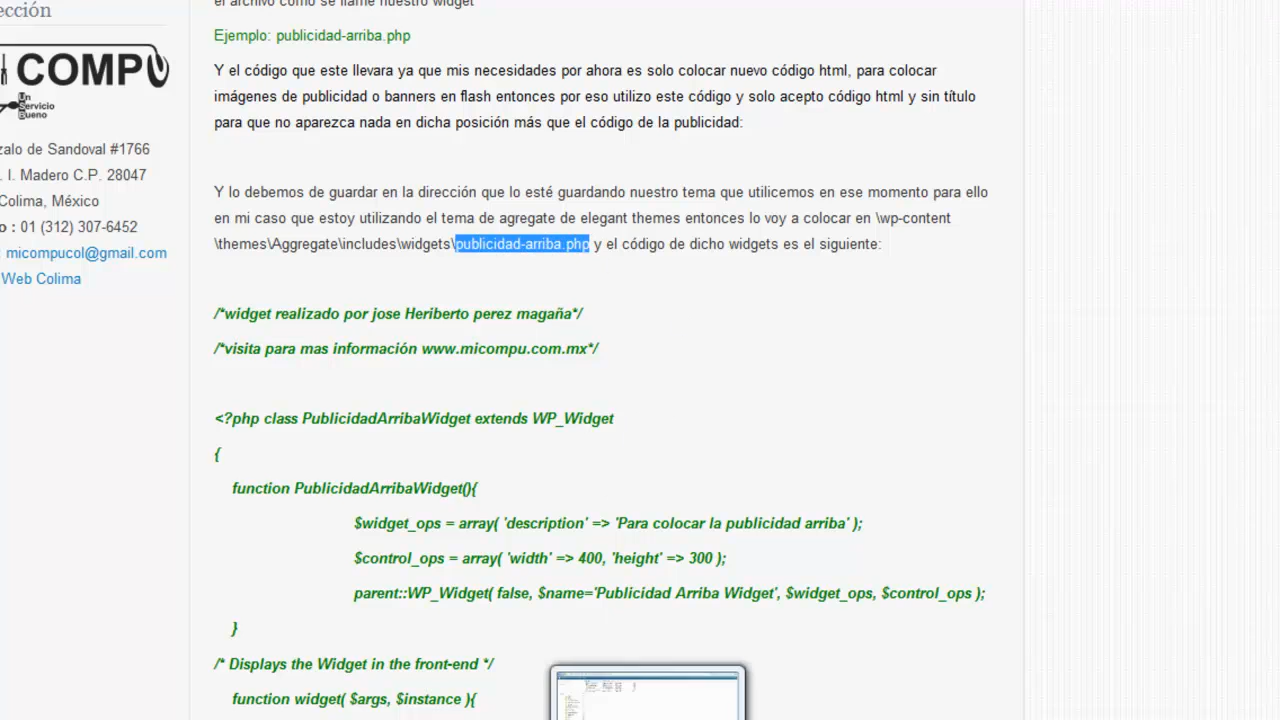 ección
el archivo como se llame nuestro widget
COMPU
Un
Servicio
Bueno
zalo de Sandoval #1766
. I. Madero C.P. 28047
Colima, México
o : 01 (312) 307-6452
: micompucol@gmail.com
Web Colima
Ejemplo: publicidad-arriba.php
Y el código que este llevara ya que mis necesidades por ahora es solo colocar nuevo código html, para colocar
imágenes de publicidad o banners en flash entonces por eso utilizo este código y solo acepto código html y sin título
para que no aparezca nada en dicha posición más que el código de la publicidad:
Y lo debemos de guardar en la dirección que lo esté guardando nuestro tema que utilicemos en ese momento para ello
en mi caso que estoy utilizando el tema de agregate de elegant themes entonces lo voy a colocar en \wp-content
\themes\Aggregate\includes\widgets\publicidad-arriba.php y el código de dicho widgets es el siguiente:
/*widget realizado por jose Heriberto perez magaña*/
/*visita para mas información www.micompu.com.mx*/
<?php class PublicidadArribaWidget extends WP_Widget
{
function PublicidadArribaWidget(){
$widget_ops = array( 'description' => 'Para colocar la publicidad arriba' );
$control_ops = array( 'width' => 400, 'height' => 300 );
parent::WP_Widget( false, $name='Publicidad Arriba Widget', $widget_ops, $control_ops );
}
/* Displays the Widget in the front-end */
function widget( $args, $instance ){